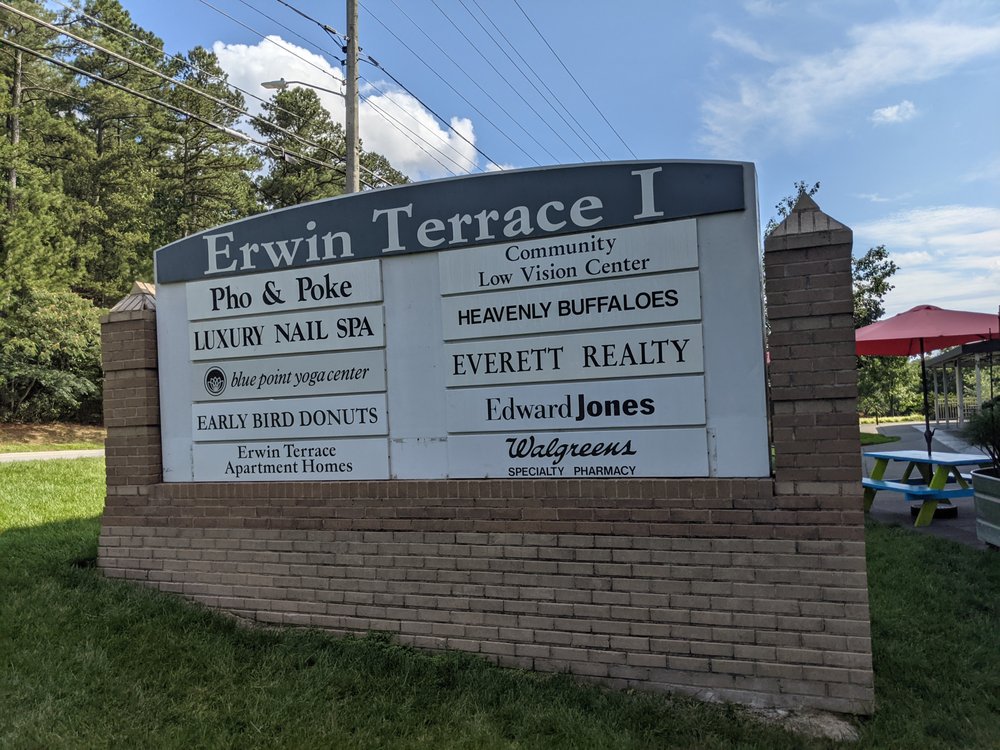 Erwin Terrace I
Pho & Poke
LUXURY NAIL SPA
blue point yoga center
EARLY BIRD DONUTS
Erwin Terrace
Apartment Homes
Community
Low Vision Center
HEAVENLY BUFFALOES
EVERETT REALTY
Edward Jones
Walgreens
SPECIALTY PHARMACY